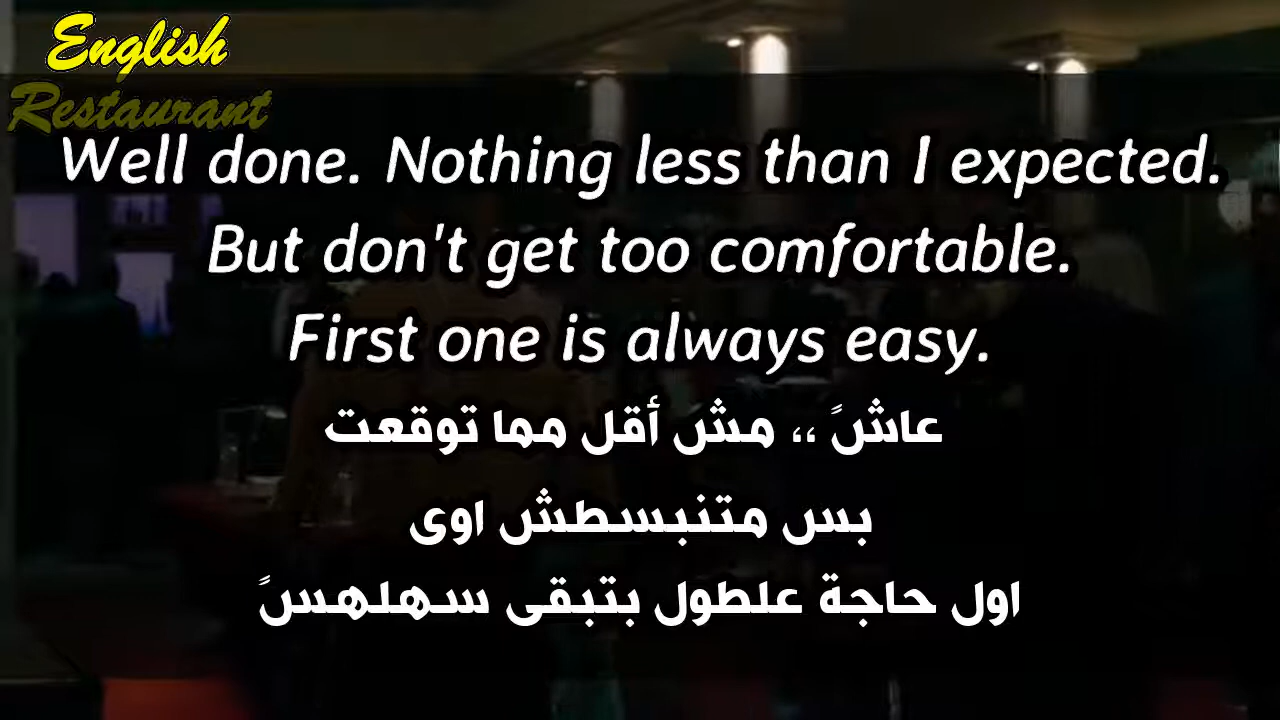 English
Restaurant
Well done. Nothing less than I expected.
But don't get too comfortable.
First one is always easy.
عاشً ،، مش أقل مما توقعت
بس متنبسطش اوى
اول حاجة علطول بتبقى سهلهسً